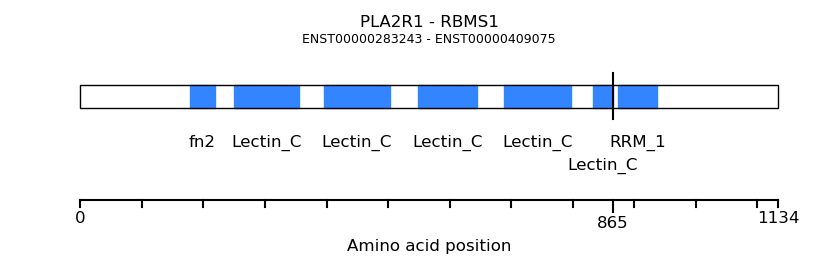 PLA2R1 - RBMS1
ENST00000283243 - ENST00000409075
fn2 Lectin_C Lectin_C Lectin_C Lectin_C RRM_1
Lectin_C
0 865 1134
Amino acid position